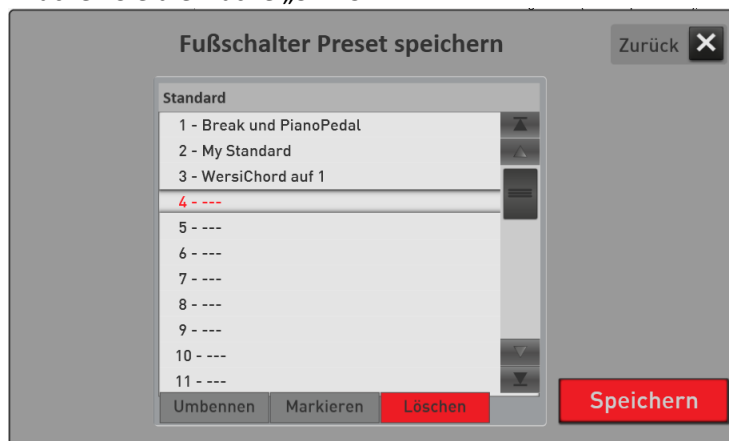 Fußschalter Preset speichern
Zurück
Standard
1 - Break und PianoPedal
2 - My Standard
3 - WersiChord auf 1
4 - ---
5 - ---
6 - ---
7 - ---
8 - ---
9 - ---
10 - ---
11 - ---
Umbennen Markieren Löschen
Speichern